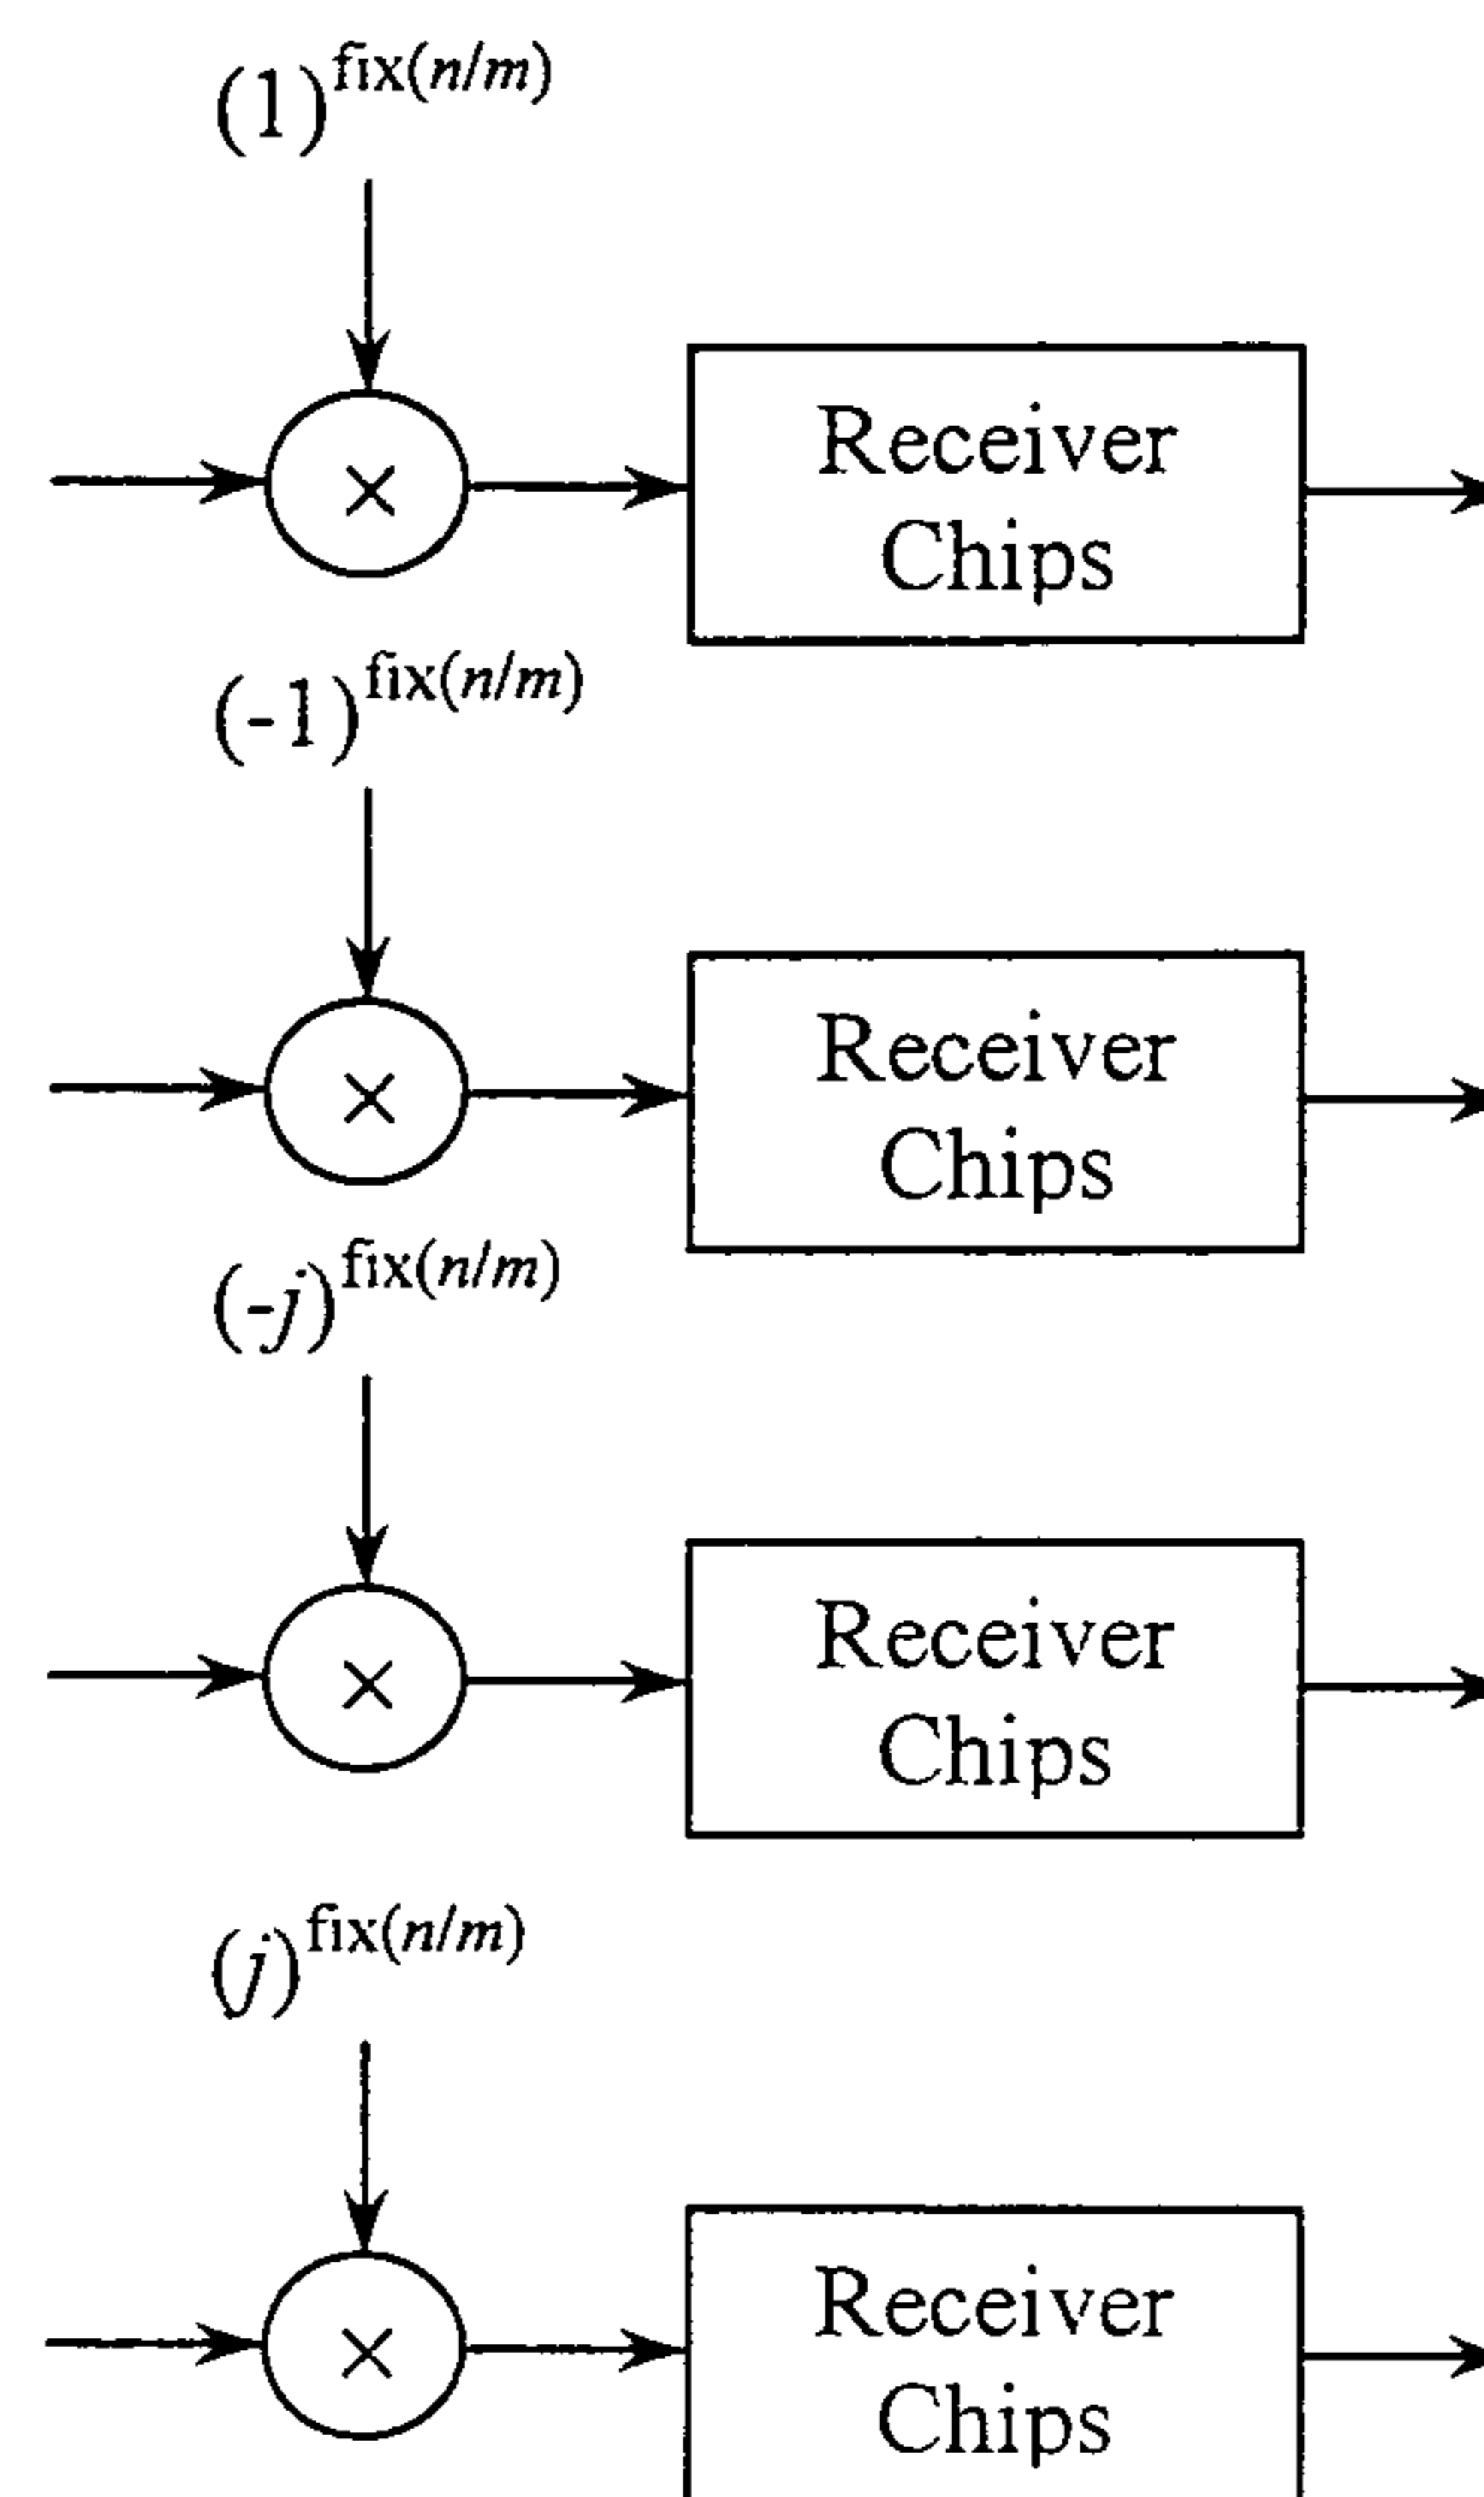 (1)^fix(n/m)
×
Receiver
Chips
(-1)^fix(n/m)
×
Receiver
Chips
(-j)^fix(n/m)
×
Receiver
Chips
(j)^fix(n/m)
×
Receiver
Chips